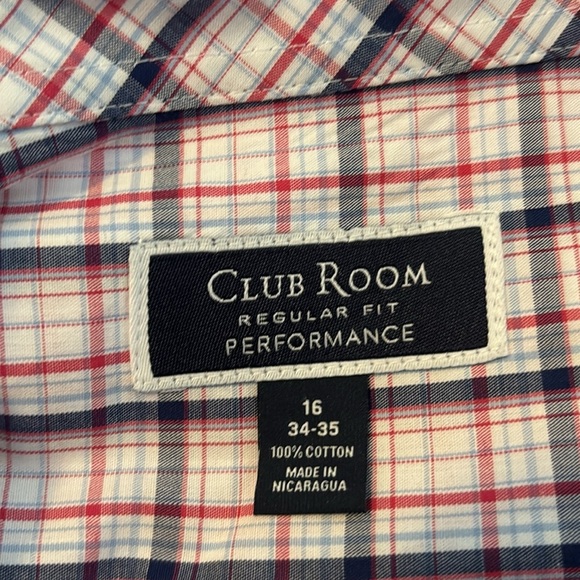 CLUB ROOM
REGULAR FIT
PERFORMANCE
16
34-35
100% COTTON
MADE IN
NICARAGUA